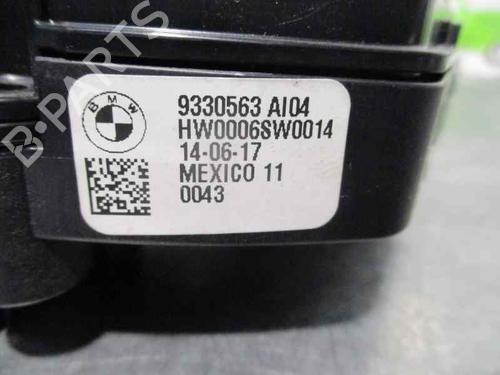 B-PARTS
BMW
9330563 AI04
HW0006SW0014
14-06-17
MEXICO 11
0043